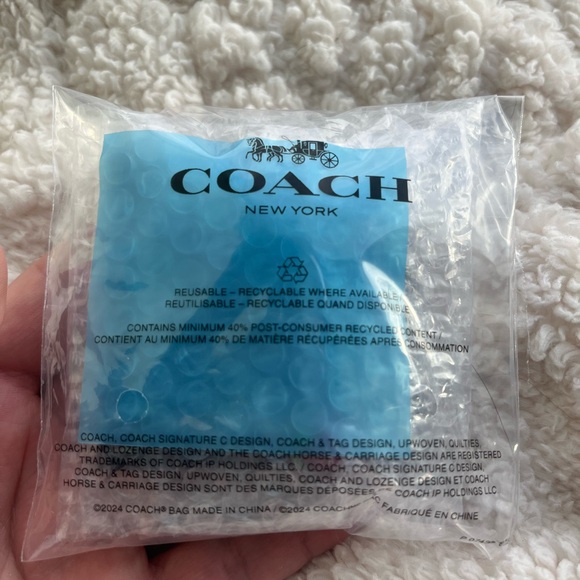 COACH
NEW YORK
REUSABLE – RECYCLABLE WHERE AVAILABLE
REUTILISABLE – RECYCLABLE QUAND DISPONIBLE
CONTAINS MINIMUM 40% POST-CONSUMER RECYCLED CONTENT /
CONTIENT AU MINIMUM 40% DE MATIÈRE RÉCUPÉRÉES APRÈS CONSOMMATION
COACH, COACH SIGNATURE C DESIGN, COACH & TAG DESIGN, UPWOVEN, QUILTIES,
COACH AND LOZENGE DESIGN AND THE COACH HORSE & CARRIAGE DESIGN ARE REGISTERED
TRADEMARKS OF COACH IP HOLDINGS LLC. / COACH, COACH SIGNATURE C DESIGN,
COACH & TAG DESIGN, UPWOVEN, QUILTIES, COACH AND LOZENGE DESIGN ET COACH
HORSE & CARRIAGE DESIGN SONT DES MARQUES DÉPOSÉES DE COACH IP HOLDINGS LLC
©2024 COACH® BAG MADE IN CHINA / ©2024 COACH® FABRIQUÉ EN CHINE